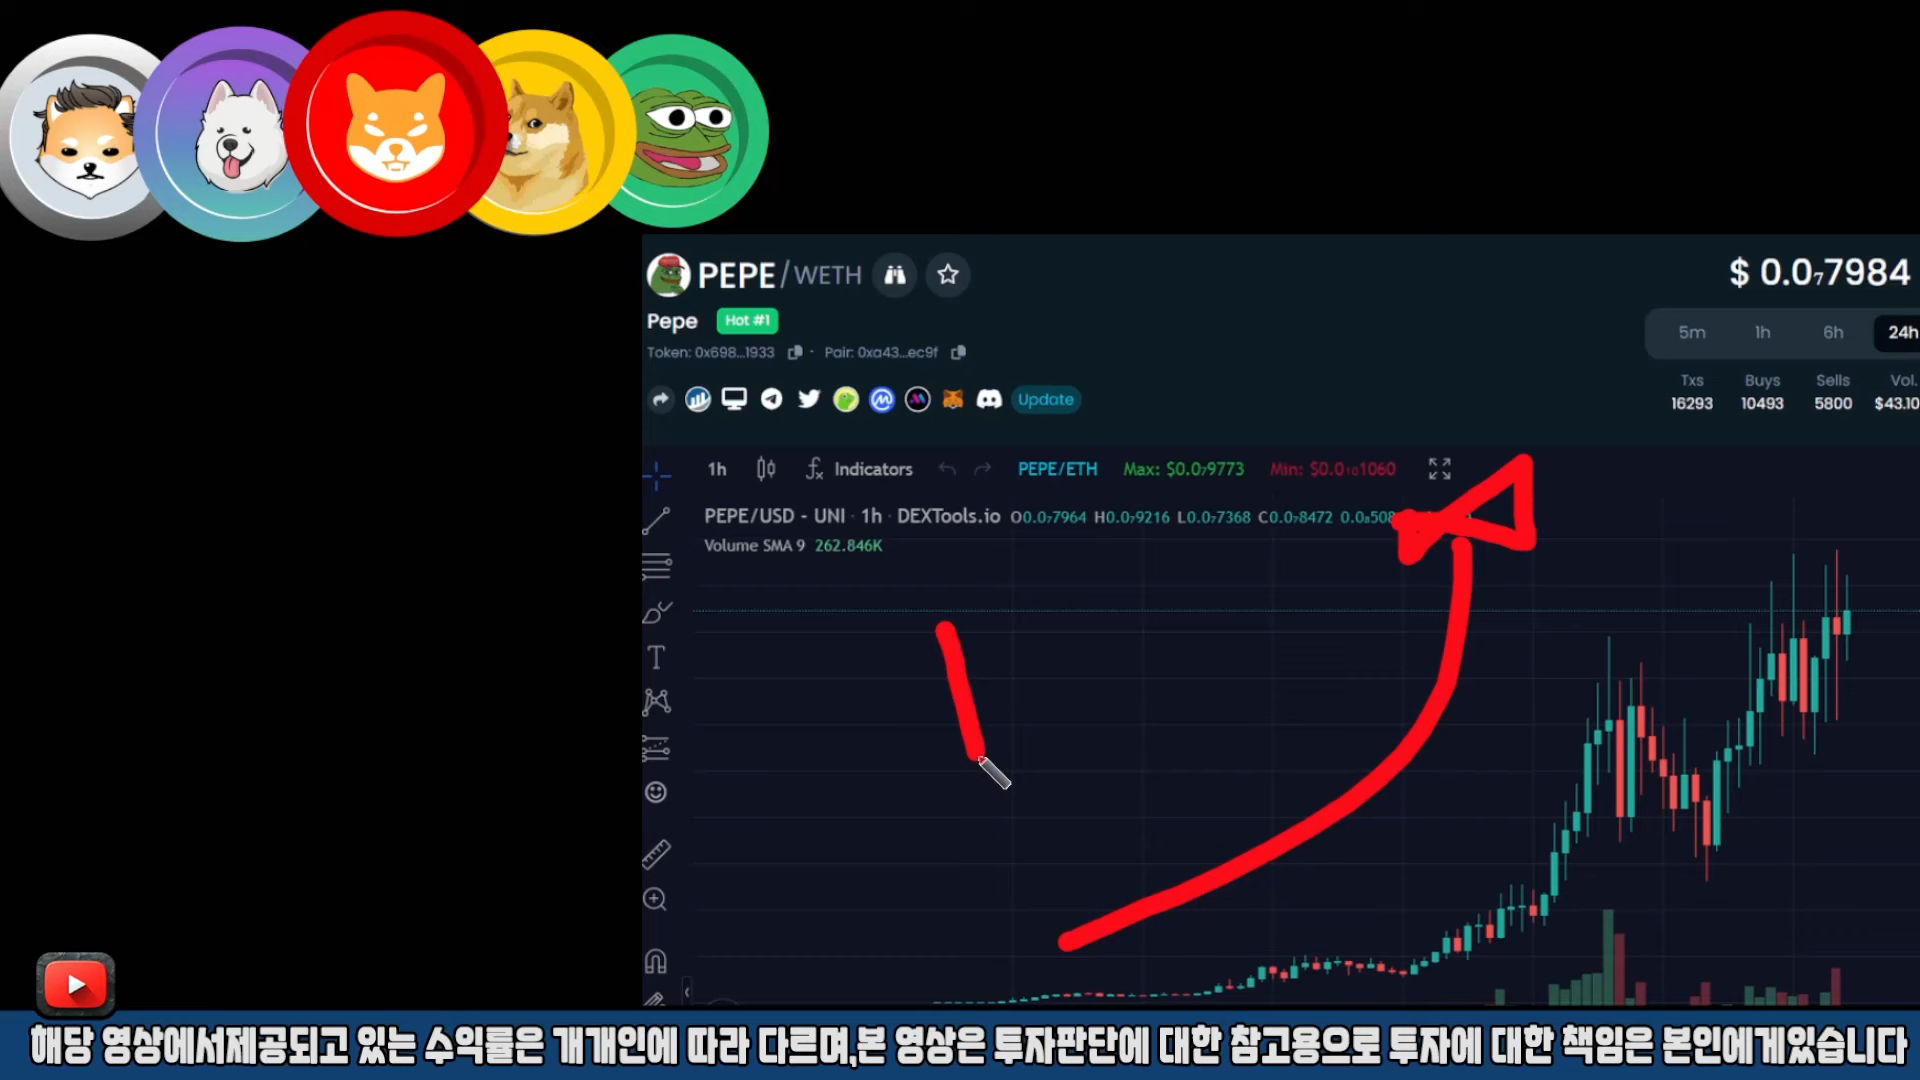 PEPE/WETH
$ 0.0₇7984
Pepe
Hot #1
5m 1h 6h 24h
Token: 0x698...1933 · Pair: 0xa43...ec9f
Txs Buys Sells Vol.
16293 10493 5800 $43.10
Update
1h Indicators PEPE/ETH Max: $0.0₇9773 Min: $0.0₁₀1060
PEPE/USD - UNI · 1h · DEXTools.io O0.0₇7964 H0.0₇9216 L0.0₇7368 C0.0₇8472 0.0₈508
Volume SMA 9 262.846K
T
해당 영상에서제공되고 있는 수익률은 개개인에 따라 다르며,본 영상은 투자판단에 대한 참고용으로 투자에 대한 책임은 본인에게있습니다